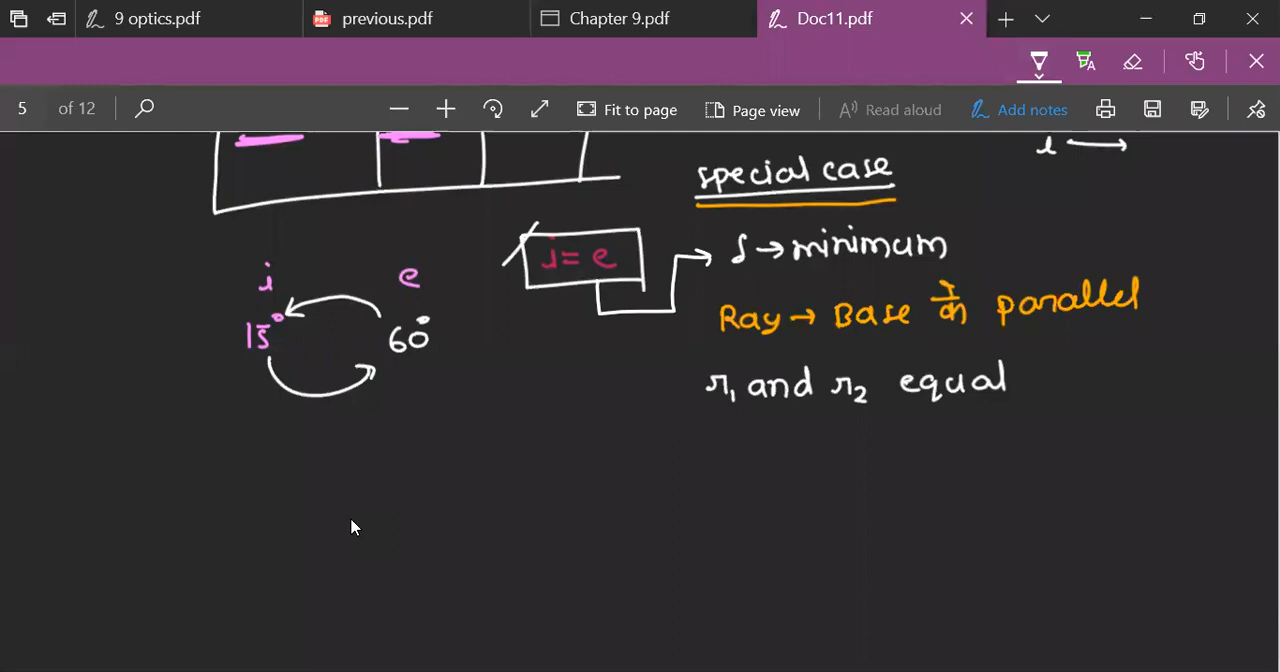 9 optics.pdf
previous.pdf
Chapter 9.pdf
Doc11.pdf
5 of 12
Fit to page
Page view
Read aloud
Add notes
special case
i = e
δ → minimum
i e
15° 60°
Ray → Base के parallel
r₁ and r₂ equal